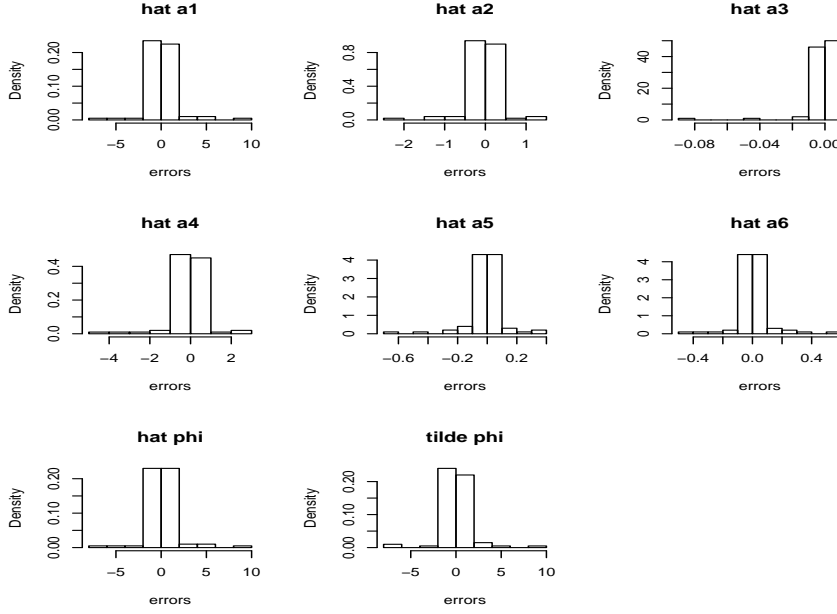 hat a1
Density
0.00 0.10 0.20
−5 0 5 10
errors
hat a2
Density
0.0 0.4 0.8
−2 −1 0 1
errors
hat a3
Density
0 20 40
−0.08 −0.04 0.00
errors
hat a4
Density
0.0 0.2 0.4
−4 −2 0 2
errors
hat a5
Density
0 1 2 3 4
−0.6 −0.2 0.2
errors
hat a6
Density
0 1 2 3 4
−0.4 0.0 0.4
errors
hat phi
Density
0.00 0.10 0.20
−5 0 5 10
errors
tilde phi
Density
0.00 0.10 0.20
−5 0 5 10
errors